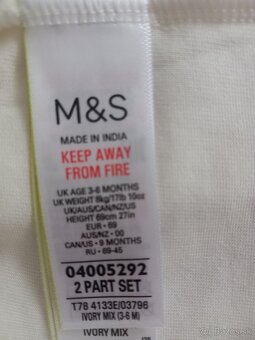 M&S
MADE IN INDIA
KEEP AWAY
FROM FIRE
UK AGE 3-6 MONTHS
UK WEIGHT 8kg/17lb 10oz
UK/AUS/CAN/NZ/US
HEIGHT 69cm 27in
EUR - 69
AUS/NZ - 00
CAN/US - 9 MONTHS
RU - 69-45
04005292
2 PART SET
T78 4133E/03796
IVORY MIX (3-6 M)
IVORY MIX